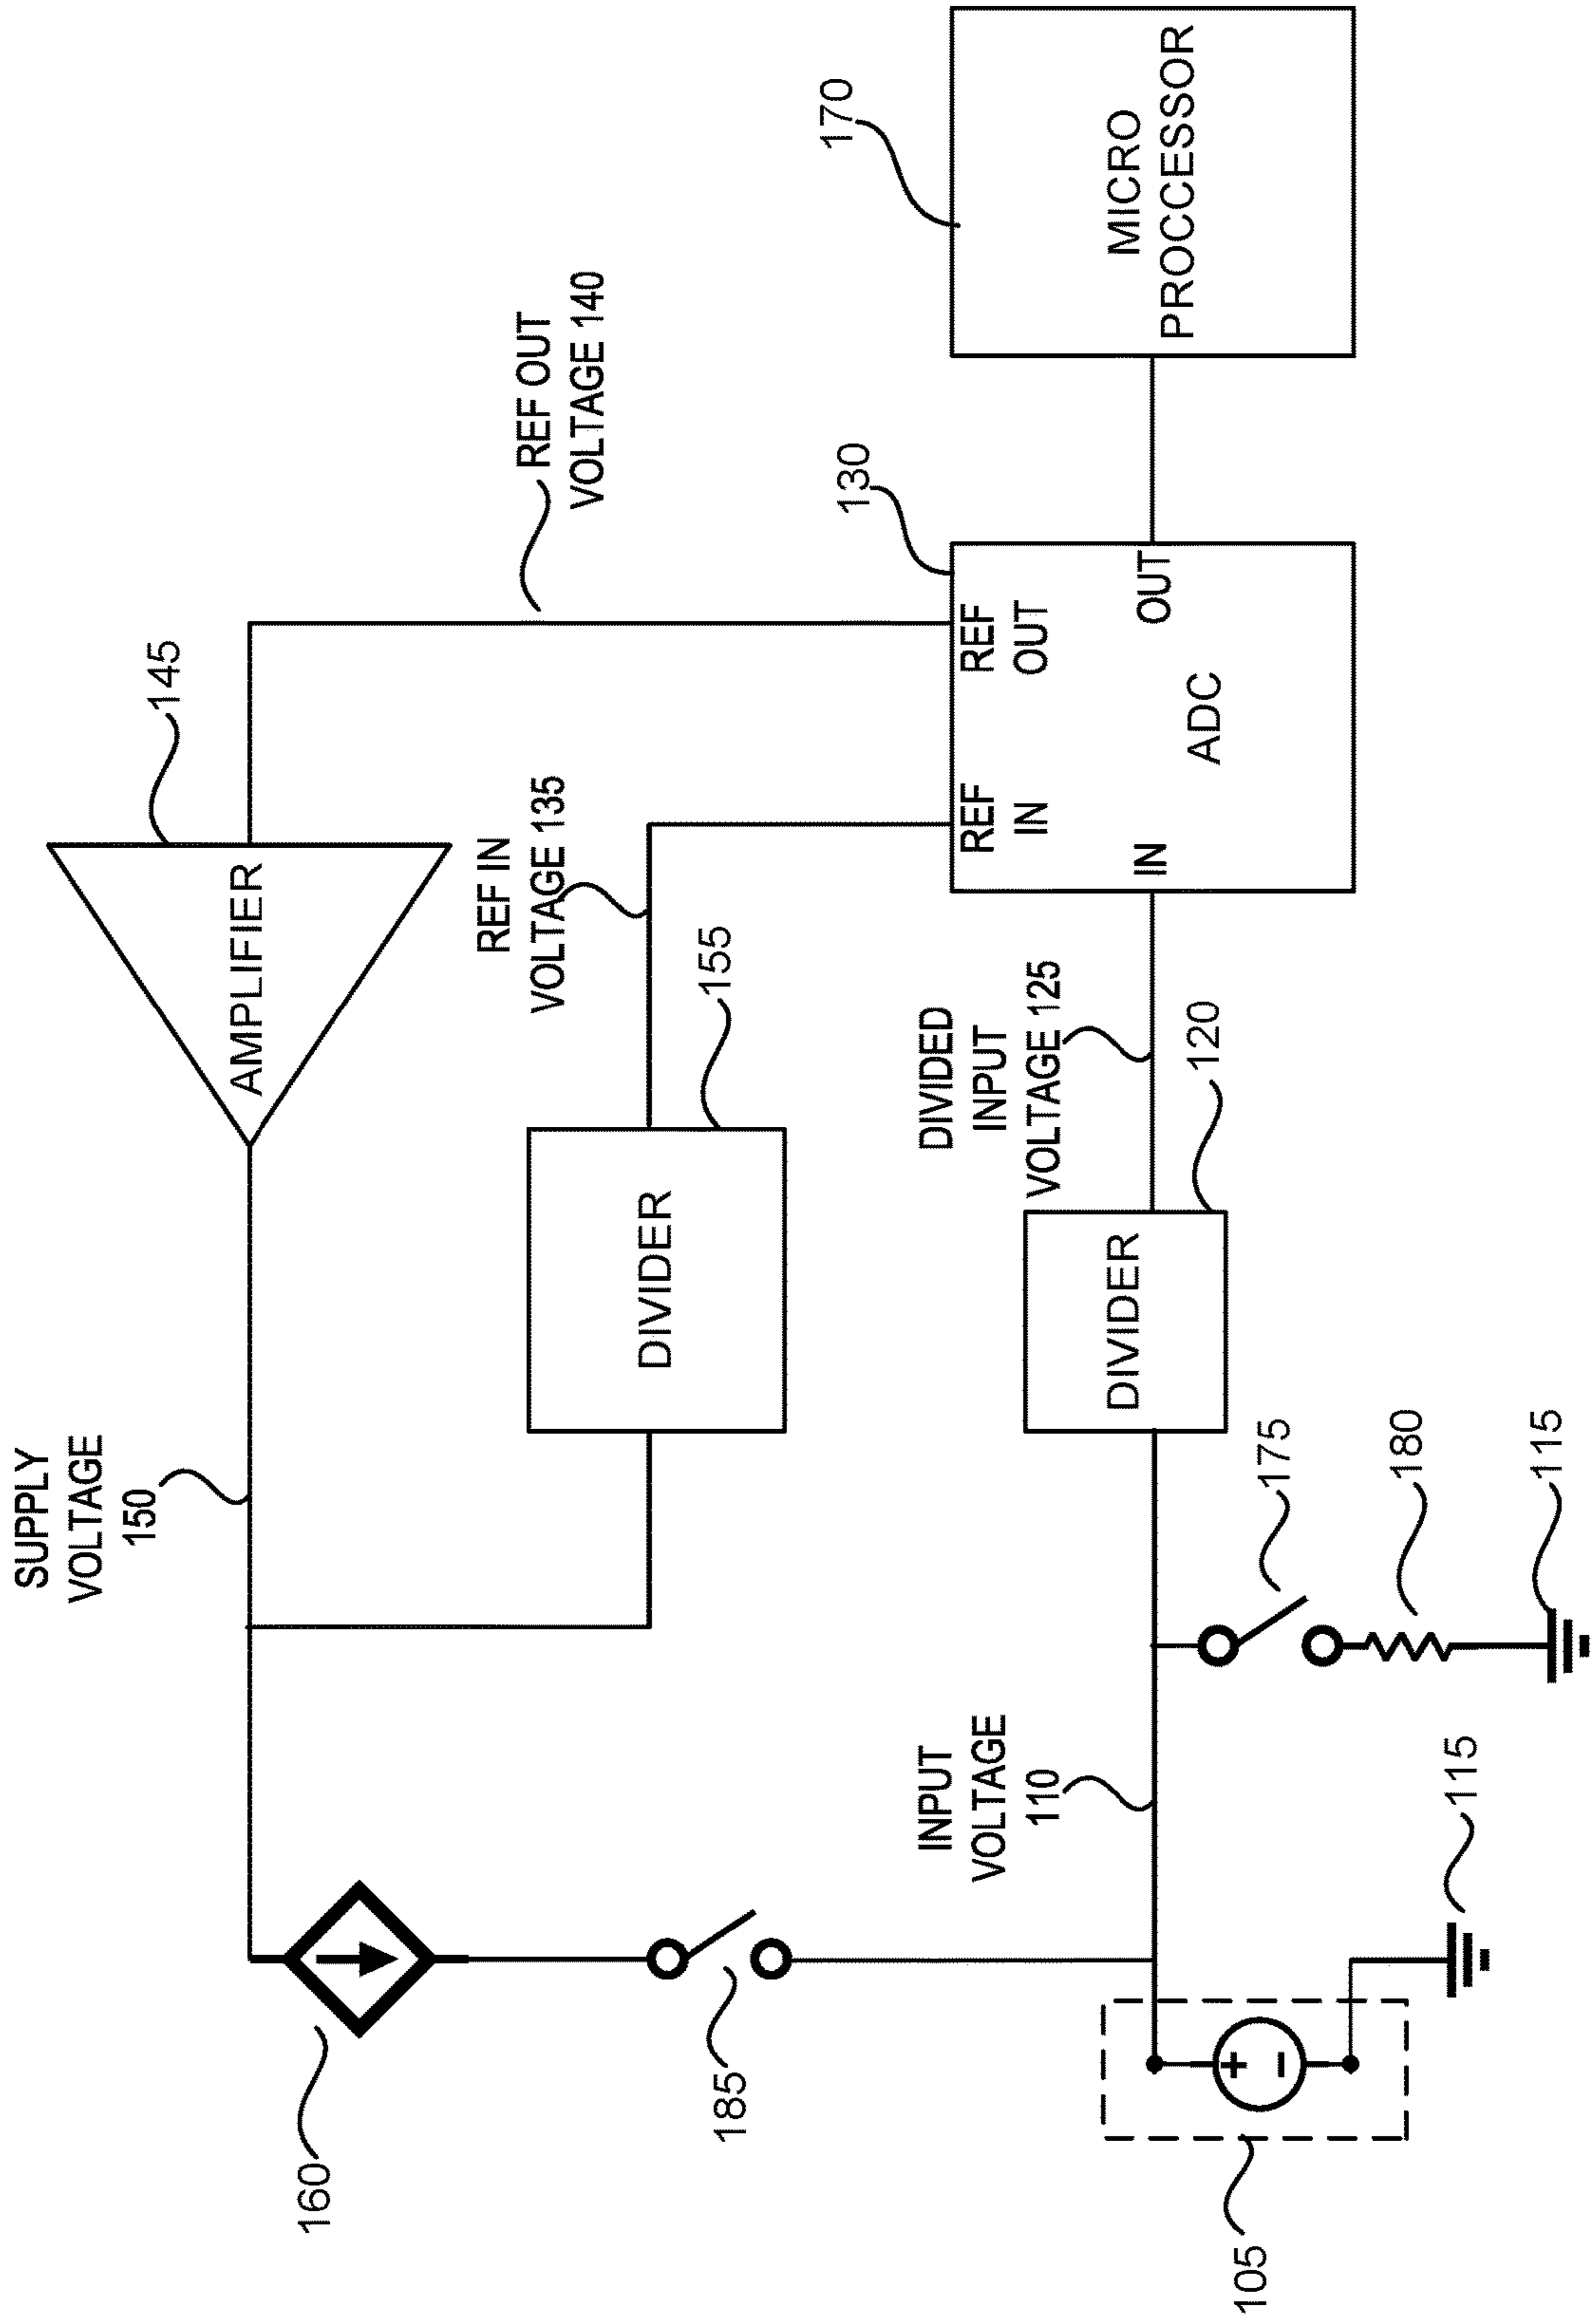 SUPPLY
VOLTAGE
150
AMPLIFIER
145
REF OUT
VOLTAGE 140
170
MICRO
PROCCESSOR
160
185
DIVIDER
155
REF IN
VOLTAGE 135
130
REF
IN
REF
OUT
IN
OUT
ADC
INPUT
VOLTAGE
110
DIVIDER
120
DIVIDED
INPUT
VOLTAGE 125
105
115
175
180
115